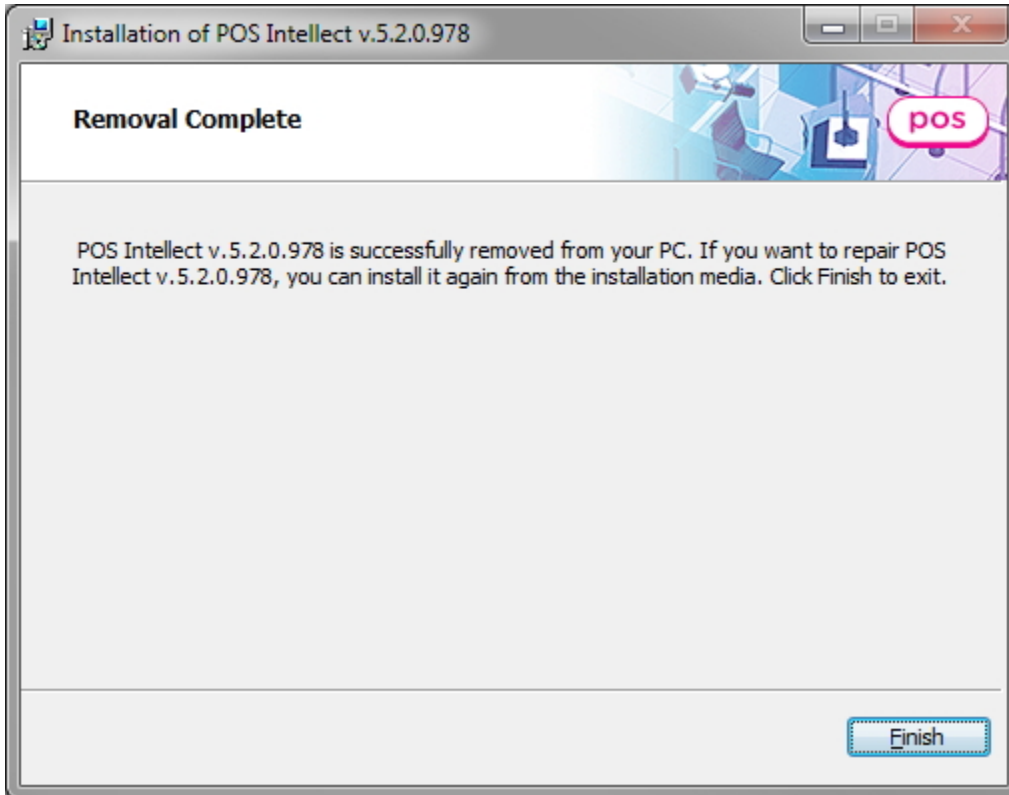 Installation of POS Intellect v.5.2.0.978
Removal Complete
pos
POS Intellect v.5.2.0.978 is successfully removed from your PC. If you want to repair POS
Intellect v.5.2.0.978, you can install it again from the installation media. Click Finish to exit.
Finish